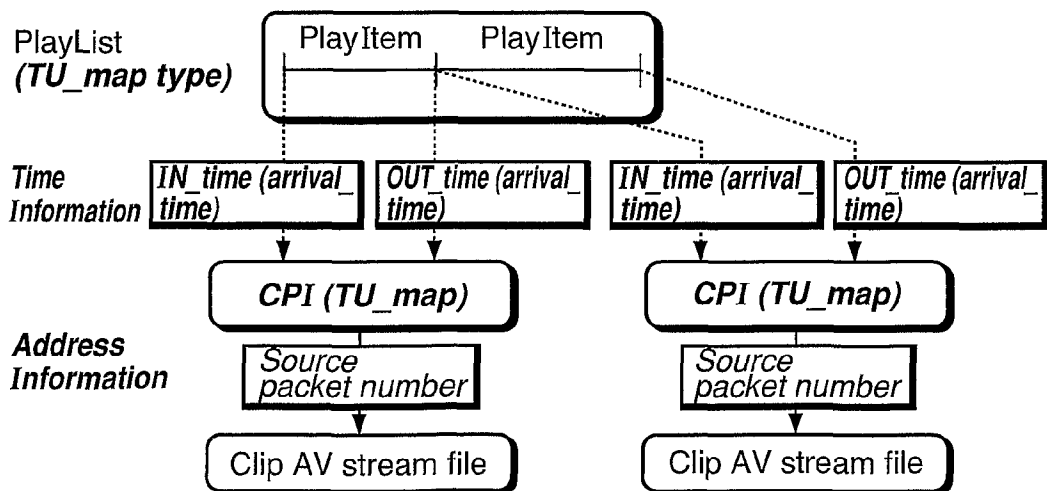 PlayList
(TU_map type)
PlayItem
PlayItem
Time
Information
IN_time (arrival_
time)
OUT_time (arrival_
time)
IN_time (arrival_
time)
OUT_time (arrival_
time)
CPI (TU_map)
CPI (TU_map)
Address
Information
Source
packet number
Source
packet number
Clip AV stream file
Clip AV stream file